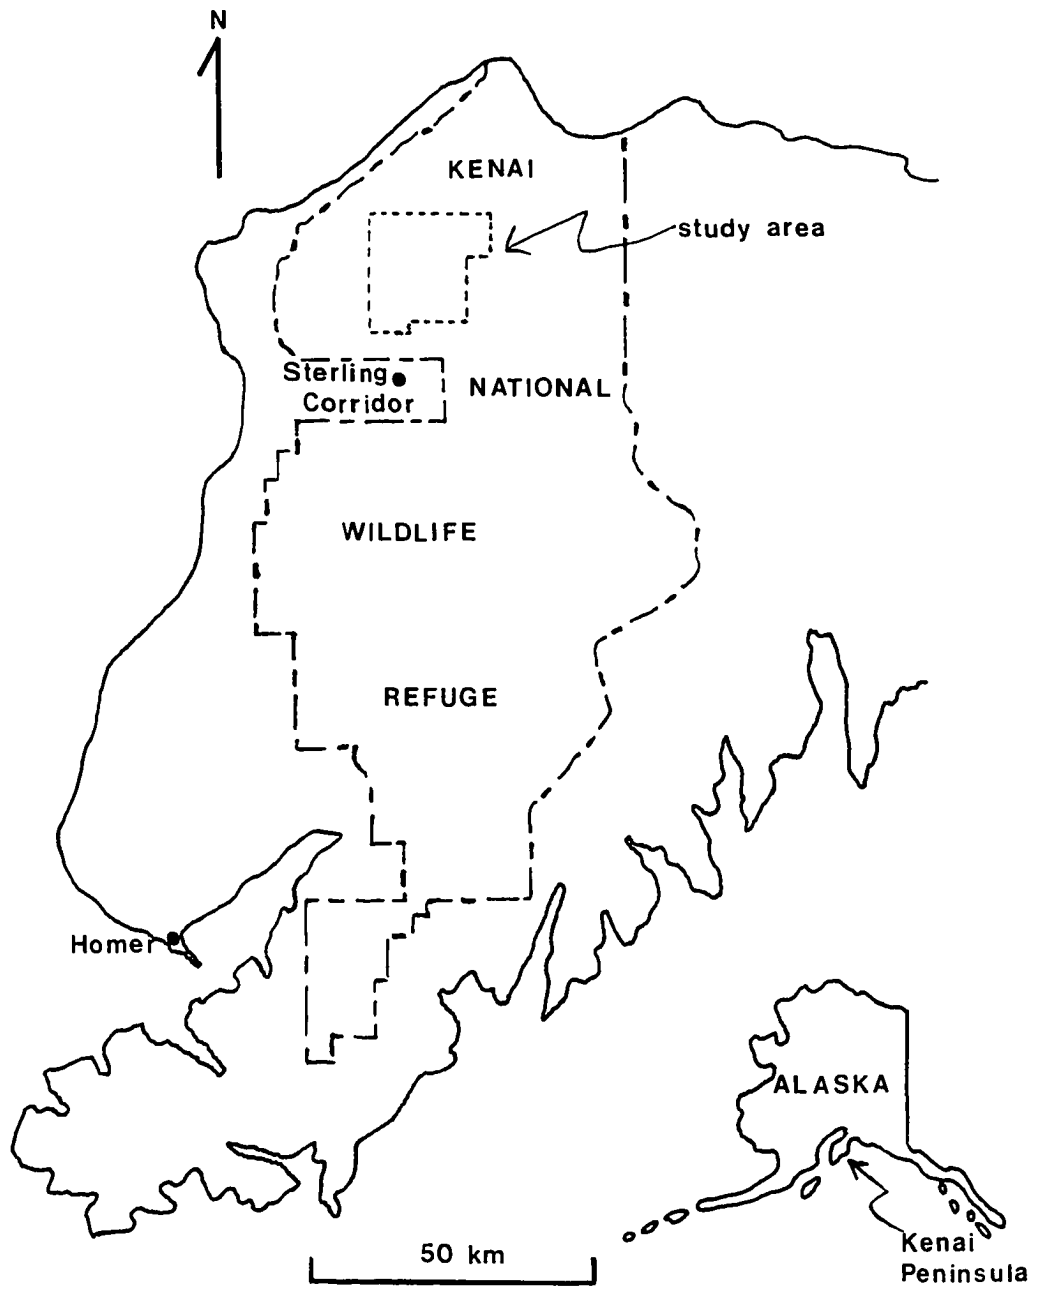 N
KENAI
study area
Sterling
Corridor
NATIONAL
WILDLIFE
REFUGE
Homer
ALASKA
Kenai
Peninsula
50 km